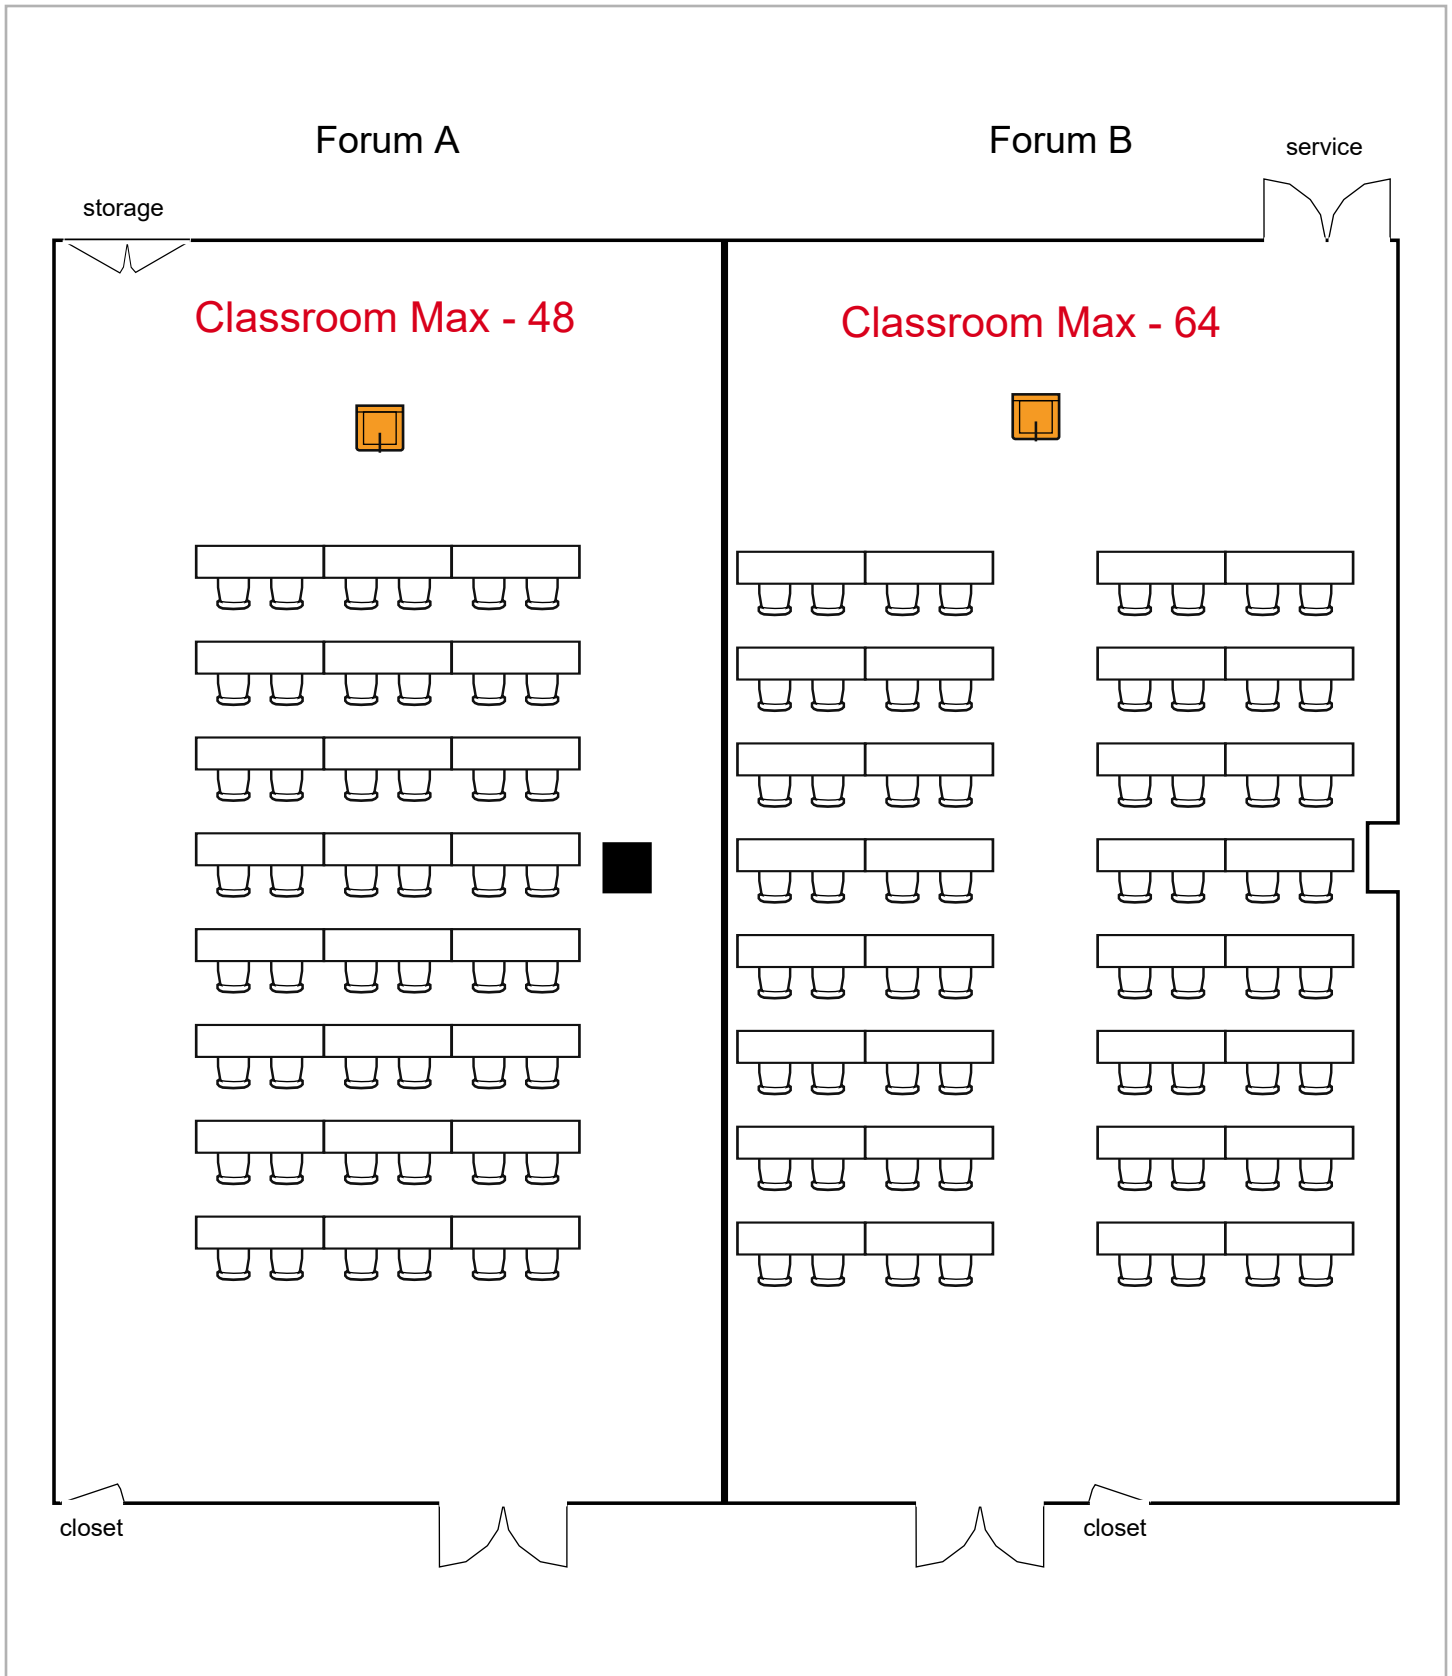 Forum A
Forum B
service
storage
Classroom Max - 48
Classroom Max - 64
closet
closet